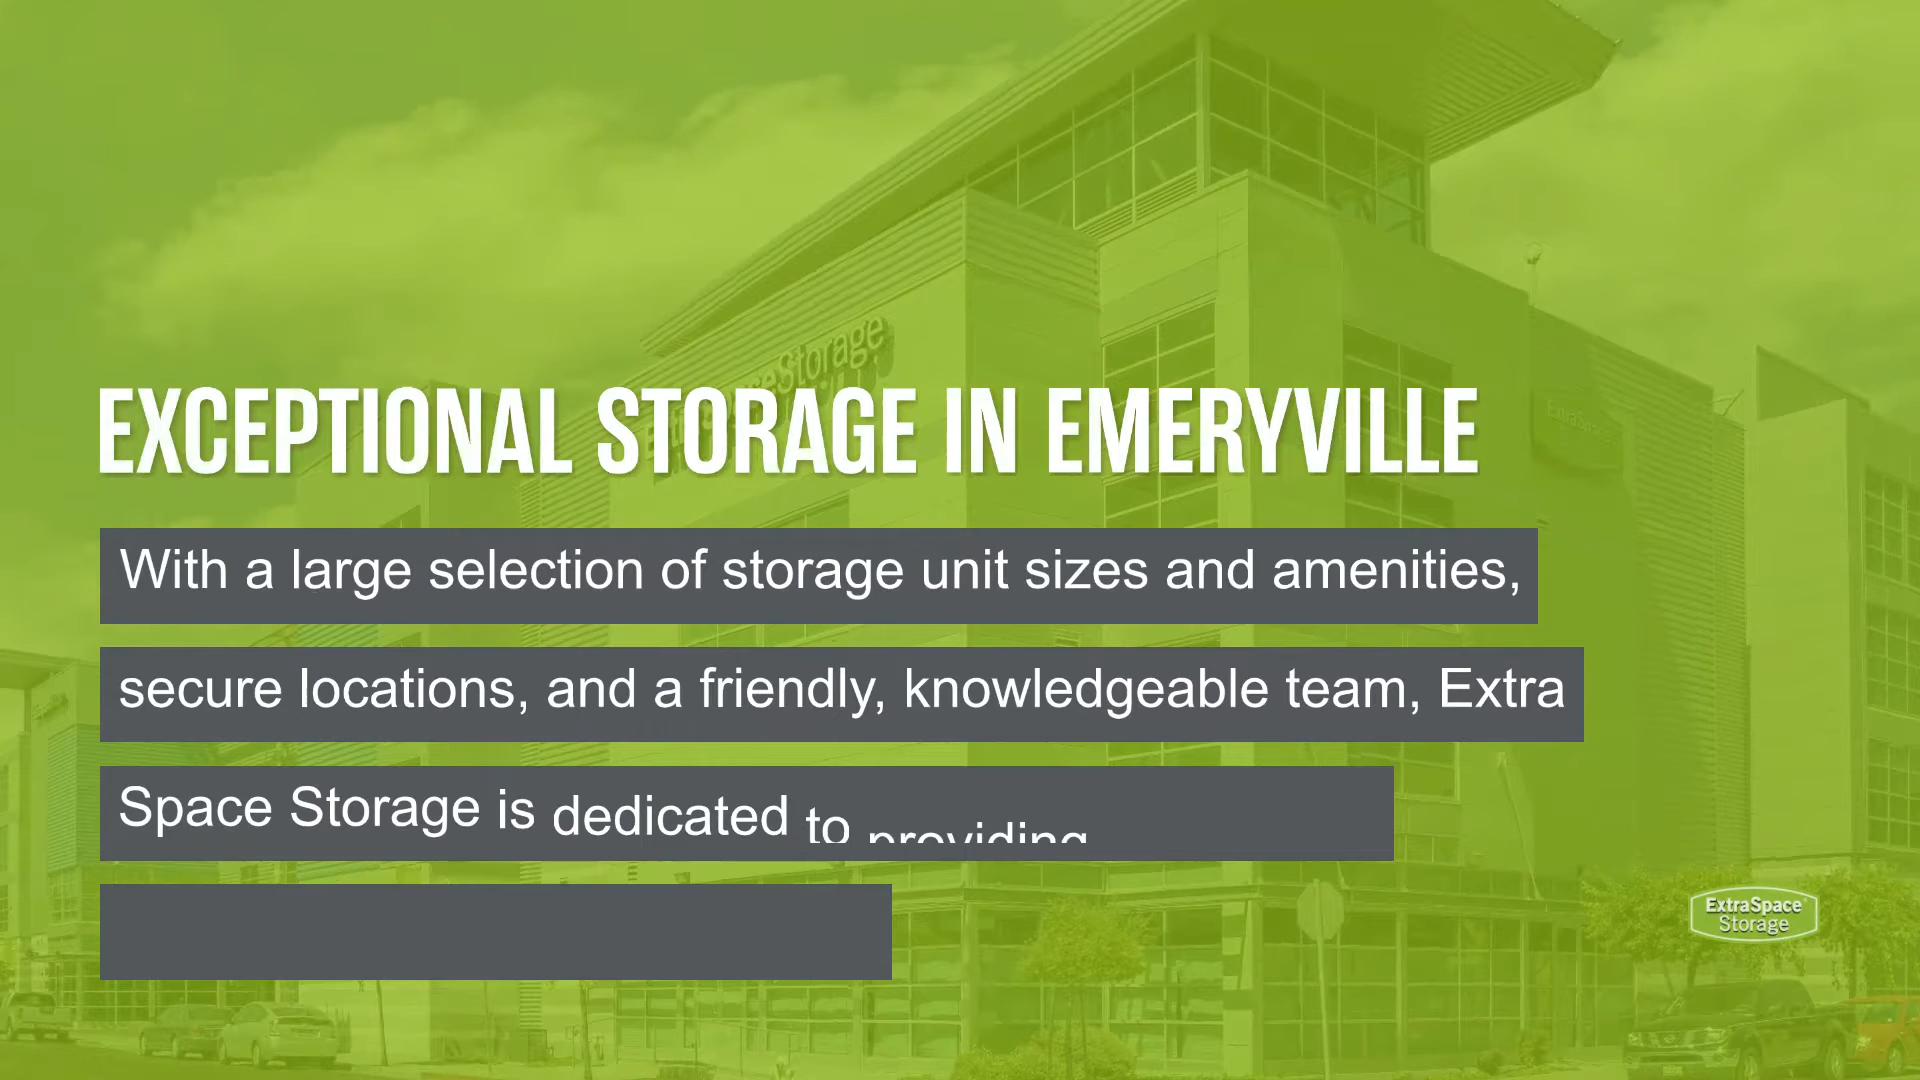 EXCEPTIONAL STORAGE IN EMERYVILLE
With a large selection of storage unit sizes and amenities,
secure locations, and a friendly, knowledgeable team, Extra
Space Storage is dedicated to providing
ExtraSpace
Storage